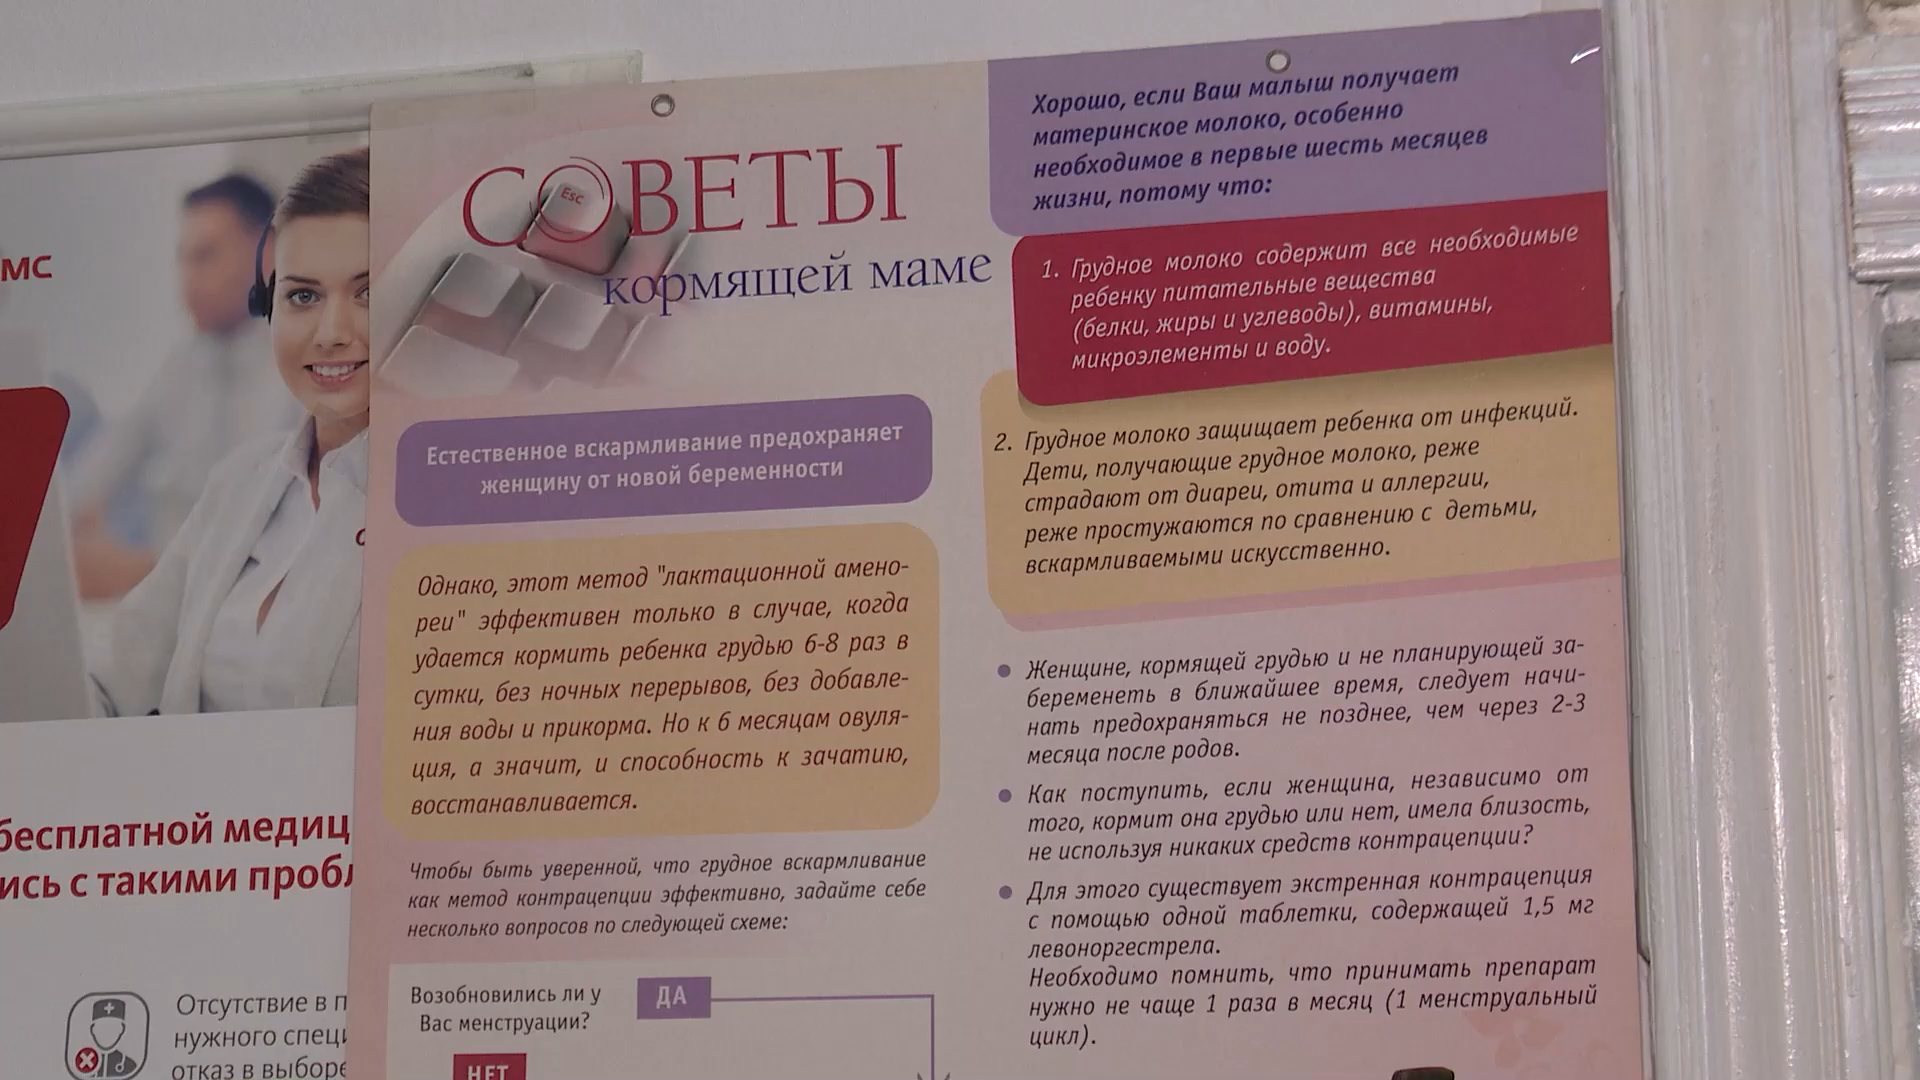 МС
бесплатной медиц
ись с такими пробл
Отсутствие в п
нужного специ
отказ в выборе
СОВЕТЫ
Esc
кормящей маме
Естественное вскармливание предохраняет
женщину от новой беременности
Однако, этот метод "лактационной амено-
реи" эффективен только в случае, когда
удается кормить ребенка грудью 6-8 раз в
сутки, без ночных перерывов, без добавле-
ния воды и прикорма. Но к 6 месяцам овуля-
ция, а значит, и способность к зачатию,
восстанавливается.
Чтобы быть уверенной, что грудное вскармливание
как метод контрацепции эффективно, задайте себе
несколько вопросов по следующей схеме:
Возобновились ли у
Вас менструации?
ДА
НЕТ
Хорошо, если Ваш малыш получает
материнское молоко, особенно
необходимое в первые шесть месяцев
жизни, потому что:
1. Грудное молоко содержит все необходимые
ребенку питательные вещества
(белки, жиры и углеводы), витамины,
микроэлементы и воду.
2. Грудное молоко защищает ребенка от инфекций.
Дети, получающие грудное молоко, реже
страдают от диареи, отита и аллергии,
реже простужаются по сравнению с детьми,
вскармливаемыми искусственно.
• Женщине, кормящей грудью и не планирующей за-
беременеть в ближайшее время, следует начи-
нать предохраняться не позднее, чем через 2-3
месяца после родов.
• Как поступить, если женщина, независимо от
того, кормит она грудью или нет, имела близость,
не используя никаких средств контрацепции?
• Для этого существует экстренная контрацепция
с помощью одной таблетки, содержащей 1,5 мг
левоноргестрела.
Необходимо помнить, что принимать препарат
нужно не чаще 1 раза в месяц (1 менструальный
цикл).